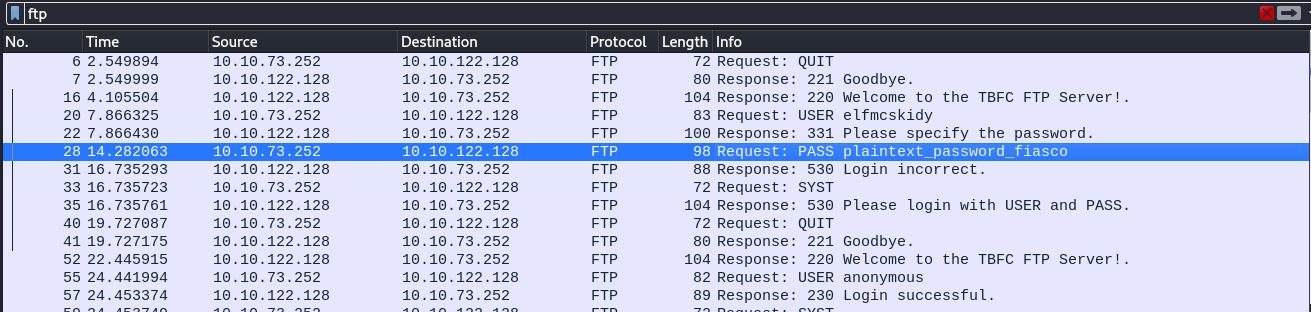 ftp
No. Time Source Destination Protocol Length Info
6 2.549894 10.10.73.252 10.10.122.128 FTP 72 Request: QUIT
7 2.549999 10.10.122.128 10.10.73.252 FTP 80 Response: 221 Goodbye.
16 4.105504 10.10.122.128 10.10.73.252 FTP 104 Response: 220 Welcome to the TBFC FTP Server!.
20 7.866325 10.10.73.252 10.10.122.128 FTP 83 Request: USER elfmcskidy
22 7.866430 10.10.122.128 10.10.73.252 FTP 100 Response: 331 Please specify the password.
28 14.282063 10.10.73.252 10.10.122.128 FTP 98 Request: PASS plaintext_password_fiasco
31 16.735293 10.10.122.128 10.10.73.252 FTP 88 Response: 530 Login incorrect.
33 16.735723 10.10.73.252 10.10.122.128 FTP 72 Request: SYST
35 16.735761 10.10.122.128 10.10.73.252 FTP 104 Response: 530 Please login with USER and PASS.
40 19.727087 10.10.73.252 10.10.122.128 FTP 72 Request: QUIT
41 19.727175 10.10.122.128 10.10.73.252 FTP 80 Response: 221 Goodbye.
52 22.445915 10.10.122.128 10.10.73.252 FTP 104 Response: 220 Welcome to the TBFC FTP Server!.
55 24.441994 10.10.73.252 10.10.122.128 FTP 82 Request: USER anonymous
57 24.453374 10.10.122.128 10.10.73.252 FTP 89 Response: 230 Login successful.